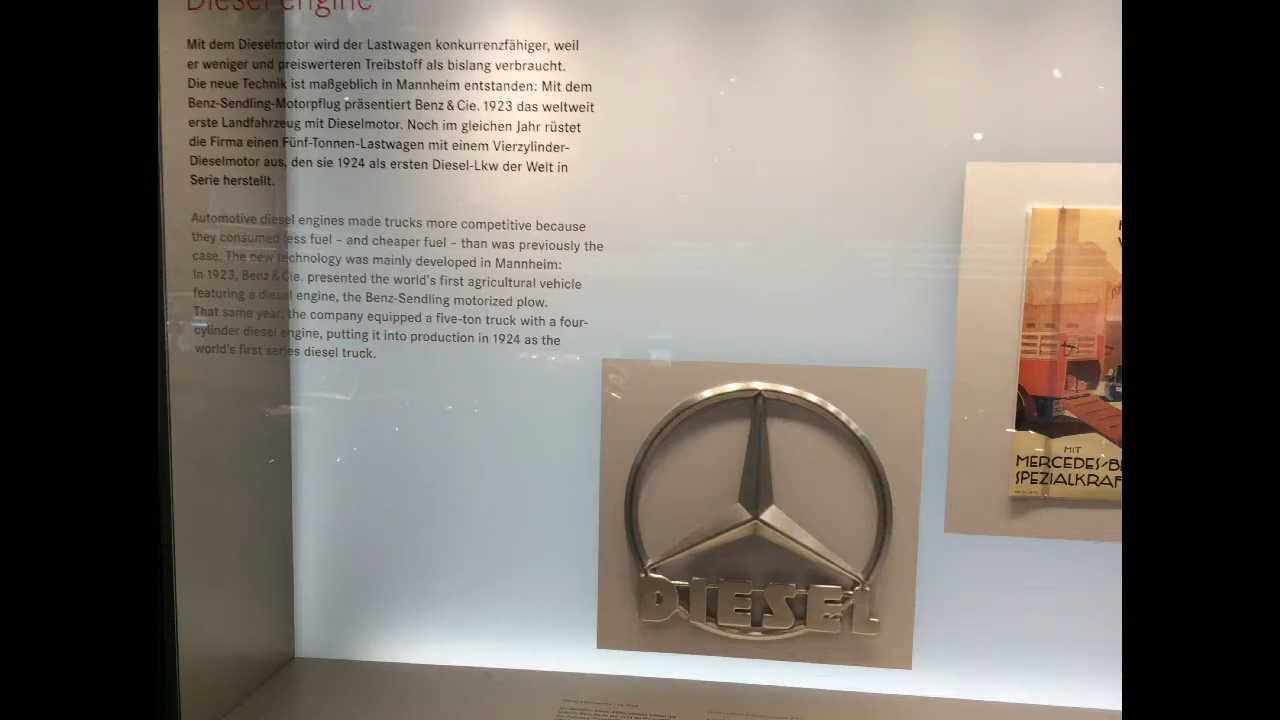 Diesel engine
Mit dem Dieselmotor wird der Lastwagen konkurrenzfähiger, weil
er weniger und preiswerteren Treibstoff als bislang verbraucht.
Die neue Technik ist maßgeblich in Mannheim entstanden: Mit dem
Benz-Sendling-Motorpflug präsentiert Benz & Cie. 1923 das weltweit
erste Landfahrzeug mit Dieselmotor. Noch im gleichen Jahr rüstet
die Firma einen Fünf-Tonnen-Lastwagen mit einem Vierzylinder-
Dieselmotor aus, den sie 1924 als ersten Diesel-Lkw der Welt in
Serie herstellt.
Automotive diesel engines made trucks more competitive because
they consumed less fuel – and cheaper fuel – than was previously the
case. The new technology was mainly developed in Mannheim:
In 1923, Benz & Cie. presented the world's first agricultural vehicle
featuring a diesel engine, the Benz-Sendling motorized plow.
That same year, the company equipped a five-ton truck with a four-
cylinder diesel engine, putting it into production in 1924 as the
world's first series diesel truck.
DIESEL
MIT
MERCEDES-B
SPEZIALKRAF